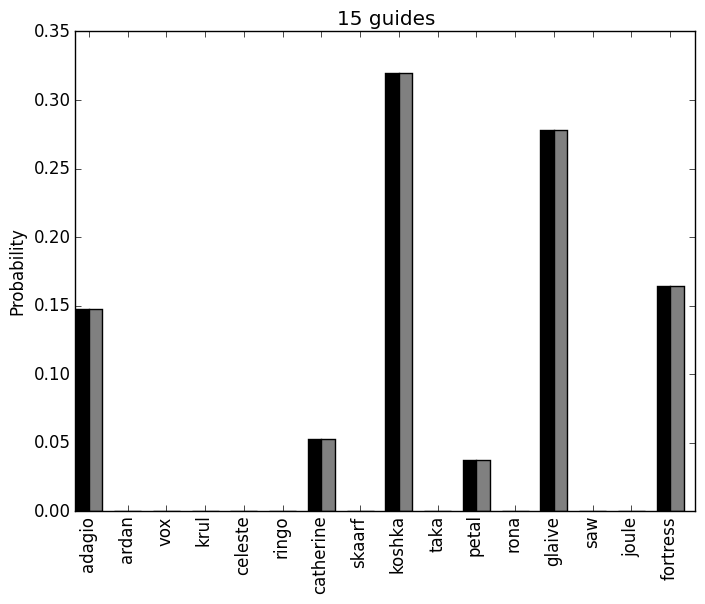 15 guides
0.35
0.30
0.25
0.20
0.15
0.10
0.05
0.00
Probability
adagio
ardan
vox
krul
celeste
ringo
catherine
skaarf
koshka
taka
petal
rona
glaive
saw
joule
fortress